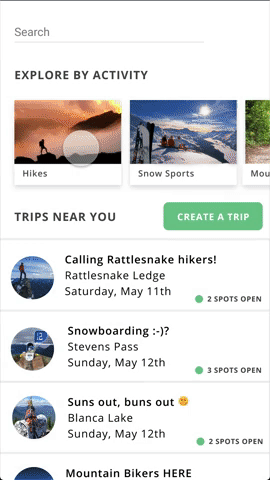 Search
EXPLORE BY ACTIVITY
Hikes
Snow Sports
Mou
TRIPS NEAR YOU
CREATE A TRIP
Calling Rattlesnake hikers!
Rattlesnake Ledge
Saturday, May 11th
2 SPOTS OPEN
Snowboarding :-)?
Stevens Pass
Sunday, May 12th
3 SPOTS OPEN
Suns out, buns out 😊
Blanca Lake
Sunday, May 12th
2 SPOTS OPEN
Mountain Bikers HERE